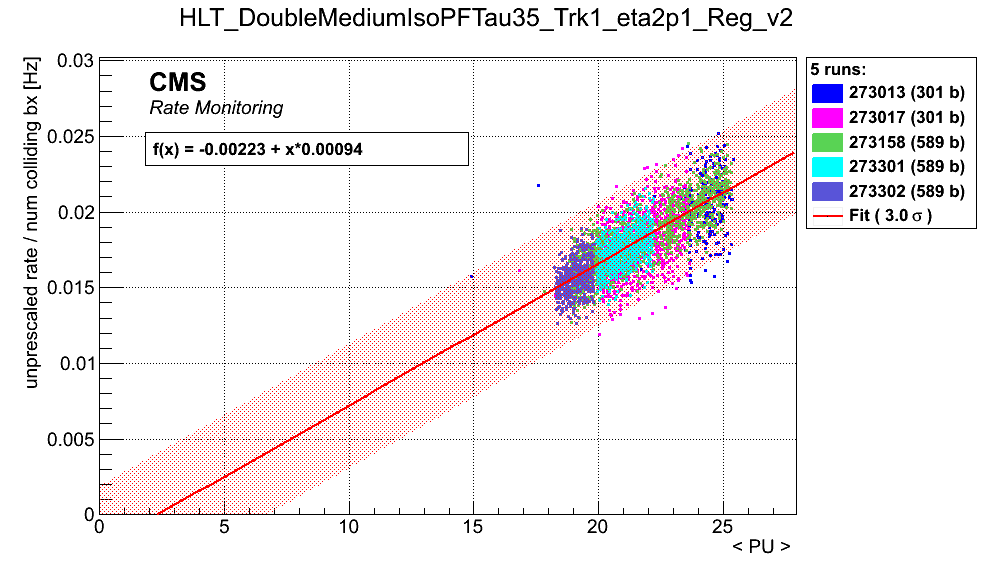 HLT_DoubleMediumIsoPFTau35_Trk1_eta2p1_Reg_v2
unprescaled rate / num colliding bx [Hz]
0.03
0.025
0.02
0.015
0.01
0.005
0
CMS
Rate Monitoring
f(x) = -0.00223 + x*0.00094
5 runs:
273013 (301 b)
273017 (301 b)
273158 (589 b)
273301 (589 b)
273302 (589 b)
Fit ( 3.0 σ )
0 5 10 15 20 25
< PU >